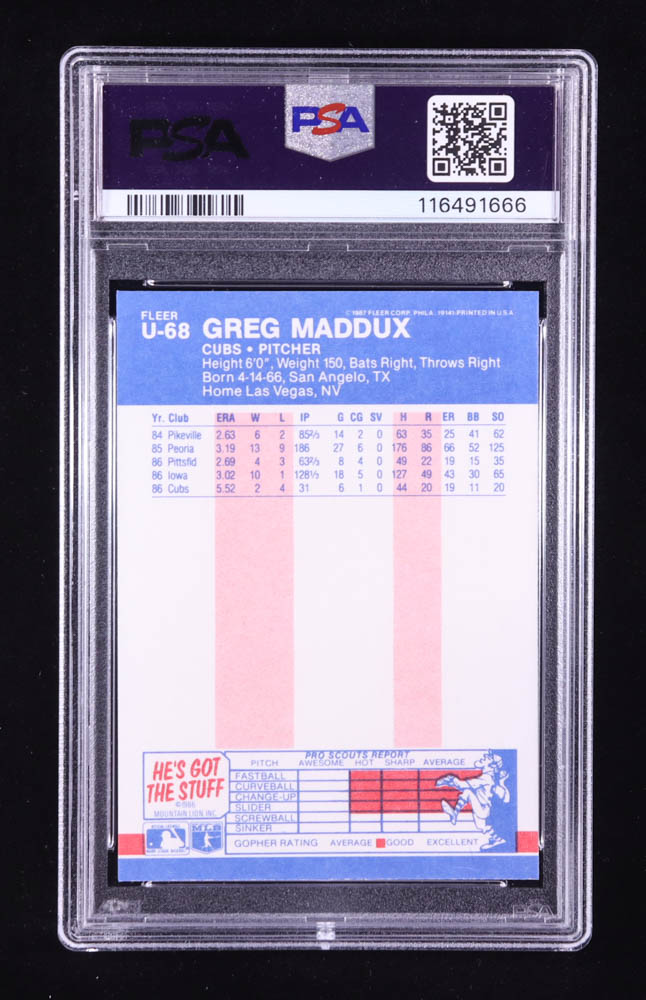 PSA PSA
116491666
FLEER
© 1987 FLEER CORP. PHILA. 19141-PRINTED IN U.S.A
U-68 GREG MADDUX
CUBS • PITCHER
Height 6'0", Weight 150, Bats Right, Throws Right
Born 4-14-66, San Angelo, TX
Home Las Vegas, NV
Yr. Club ERA W L IP G CG SV H R ER BB SO
84 Pikeville 2.63 6 2 85⅔ 14 2 0 63 35 25 41 62
85 Peoria 3.19 13 9 186 27 6 0 176 86 66 52 125
86 Pittsfid 2.69 4 3 63⅔ 8 4 0 49 22 19 15 35
86 Iowa 3.02 10 1 128⅓ 18 5 0 127 49 43 30 65
86 Cubs 5.52 2 4 31 6 1 0 44 20 19 11 20
HE'S GOT
THE STUFF
©1986
MOUNTAIN LION INC.
MLB
PRO SCOUTS REPORT
PITCH AWESOME HOT SHARP AVERAGE
FASTBALL
CURVEBALL
CHANGE-UP
SLIDER
SCREWBALL
SINKER
GOPHER RATING AVERAGE GOOD EXCELLENT
PSA